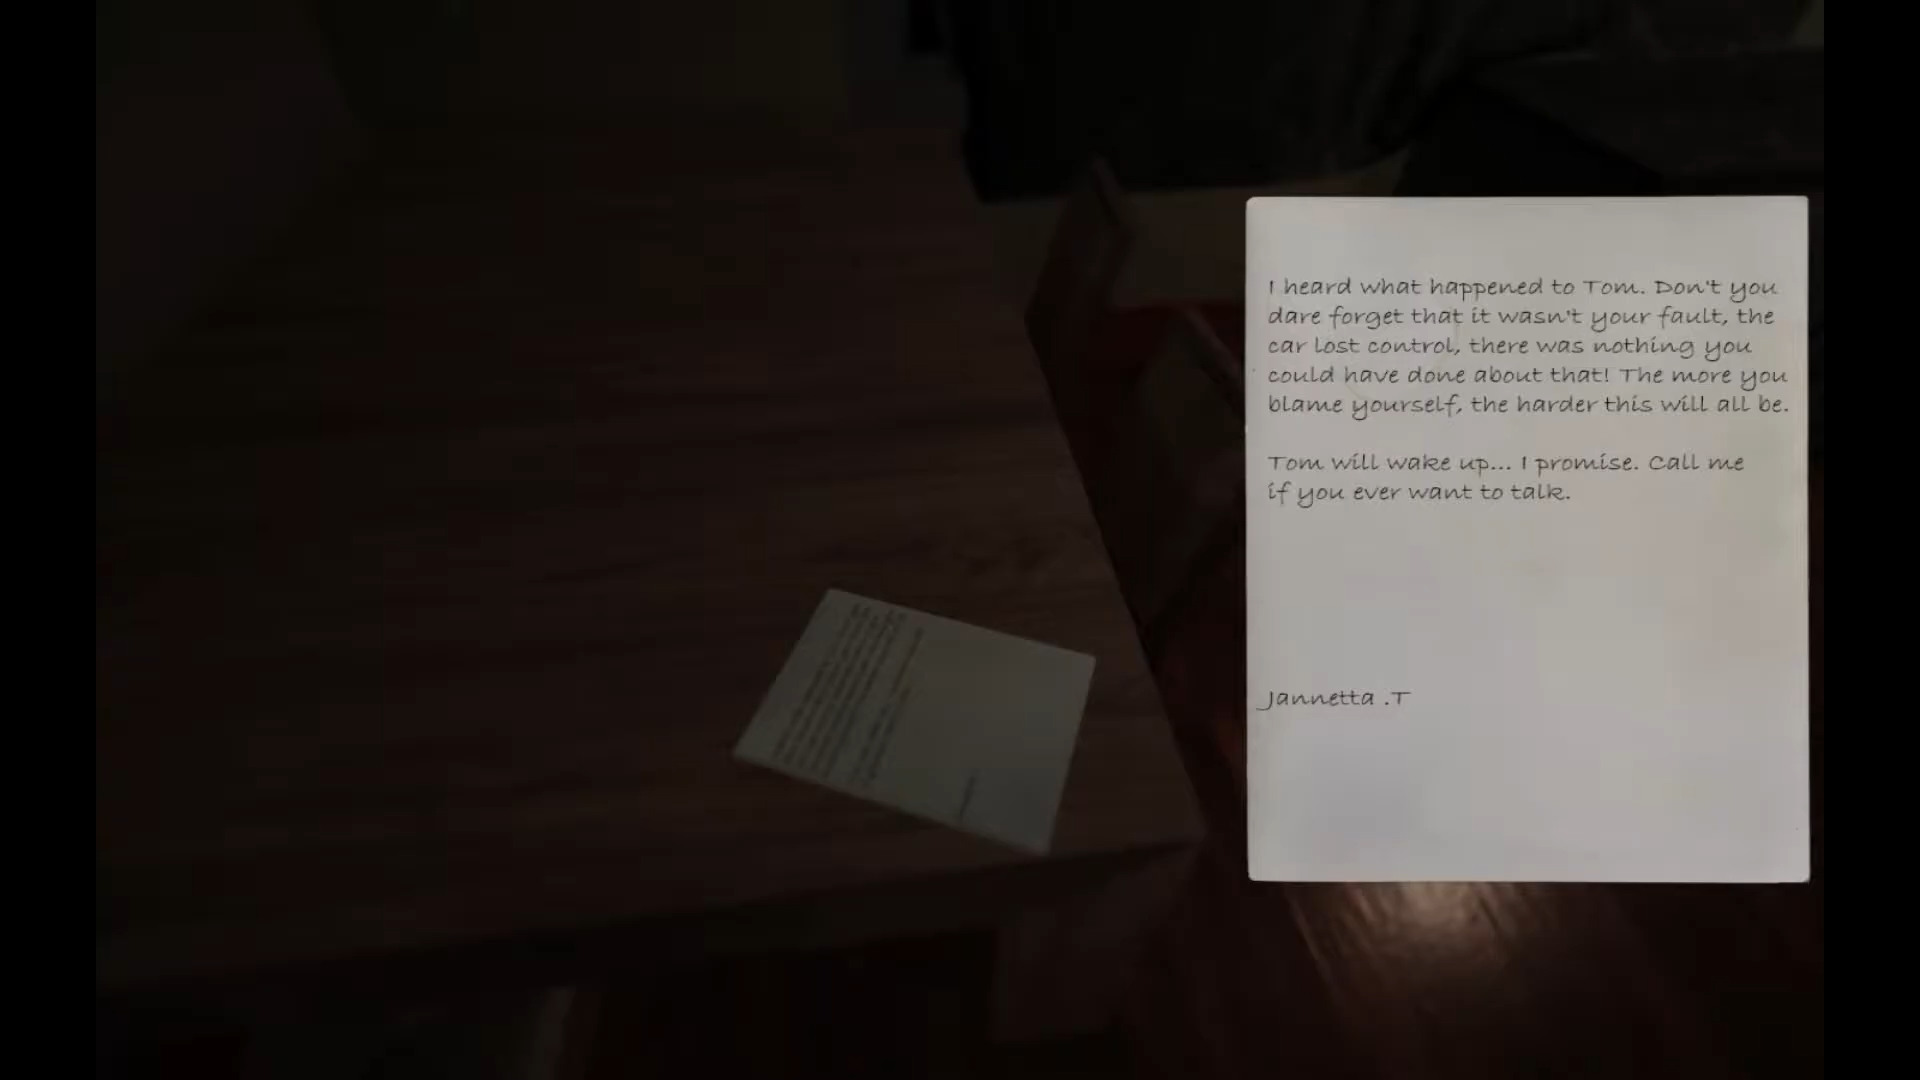 I heard what happened to Tom. Don't you
dare forget that it wasn't your fault, the
car lost control, there was nothing you
could have done about that! The more you
blame yourself, the harder this will all be.
Tom will wake up... I promise. Call me
if you ever want to talk.
Jannetta .T